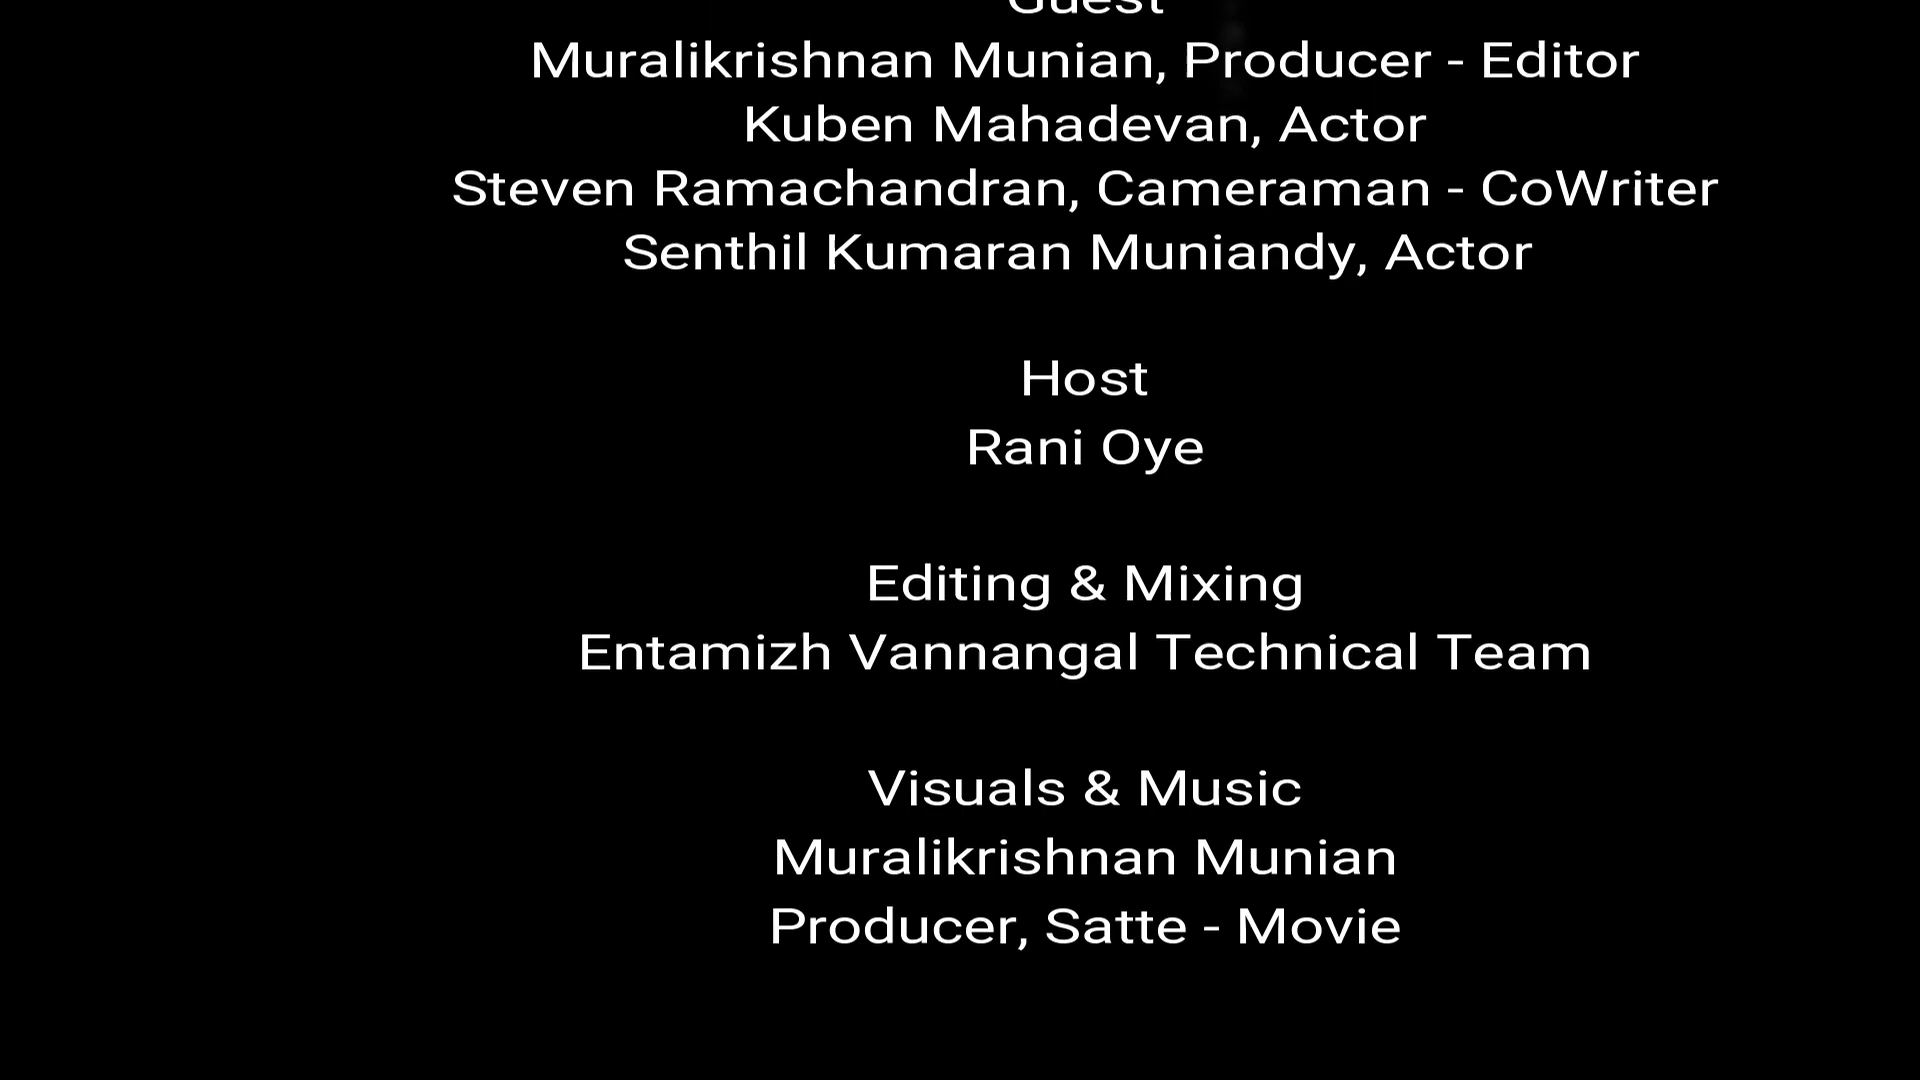 Guest
Muralikrishnan Munian, Producer - Editor
Kuben Mahadevan, Actor
Steven Ramachandran, Cameraman - CoWriter
Senthil Kumaran Muniandy, Actor
Host
Rani Oye
Editing & Mixing
Entamizh Vannangal Technical Team
Visuals & Music
Muralikrishnan Munian
Producer, Satte - Movie